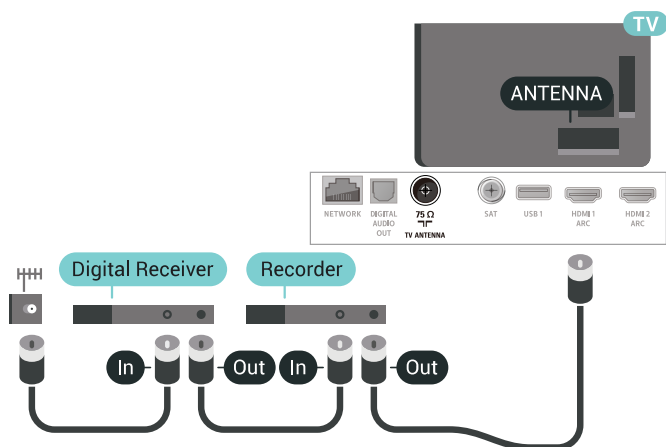 TV
ANTENNA
NETWORK
DIGITAL
AUDIO
OUT
75 Ω
TV ANTENNA
SAT
USB 1
HDMI 1
ARC
HDMI 2
ARC
Digital Receiver
Recorder
In
Out
In
Out